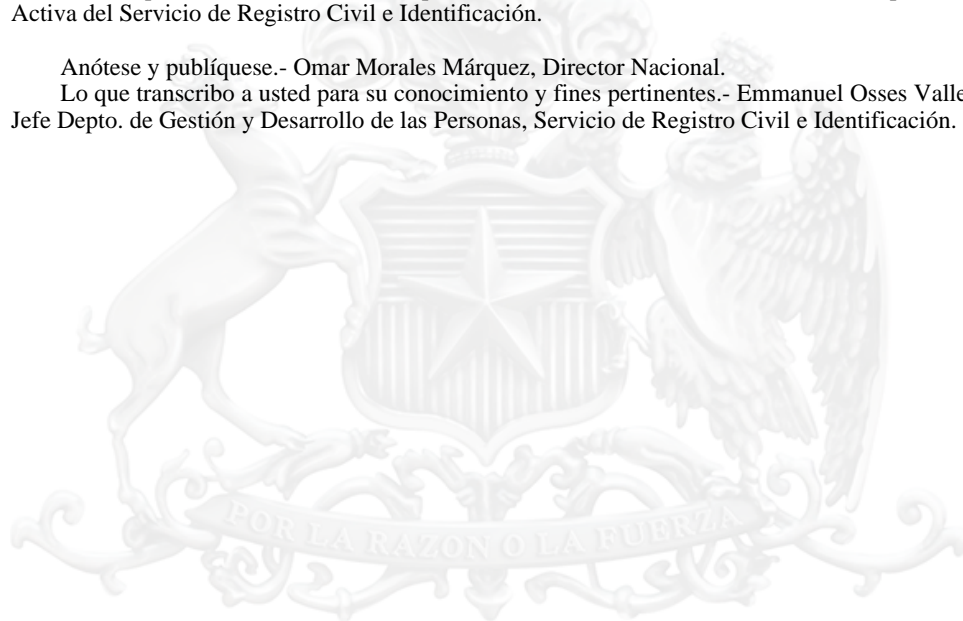 Activa del Servicio de Registro Civil e Identificación.
Anótese y publíquese.- Omar Morales Márquez, Director Nacional.
Lo que transcribo a usted para su conocimiento y fines pertinentes.- Emmanuel Osses Valle
Jefe Depto. de Gestión y Desarrollo de las Personas, Servicio de Registro Civil e Identificación.
POR LA RAZON O LA FUERZA